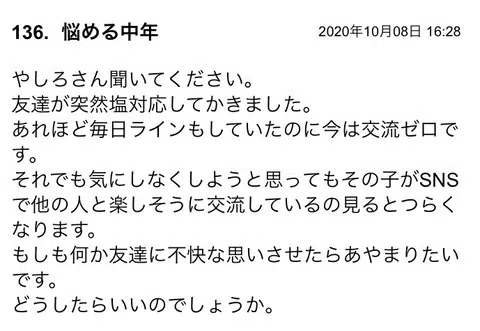 136. 悩める中年 2020年10月08日 16:28
やしろさん聞いてください。
友達が突然塩対応してかきました。
あれほど毎日ラインもしていたのに今は交流ゼロで
す。
それでも気にしなくしようと思ってもその子がSNS
で他の人と楽しそうに交流しているの見るとつらく
なります。
もしも何か友達に不快な思いさせたらあやまりたい
です。
どうしたらいいのでしょうか。